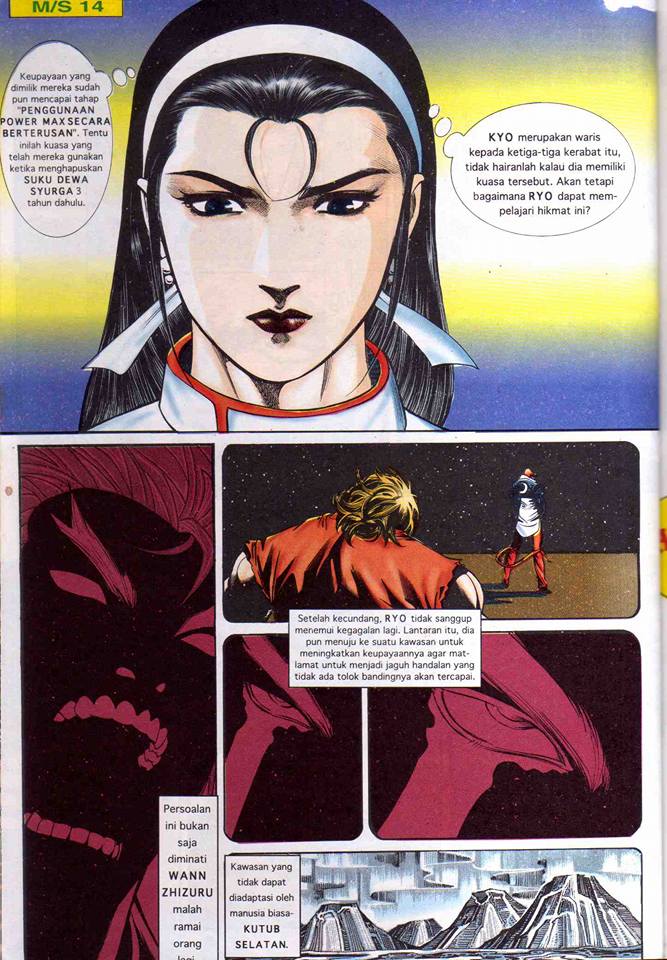 M/S 14
Keupayaan yang
dimilik mereka sudah
pun mencapai tahap
"PENGGUNAAN
POWER MAX SECARA
BERTERUSAN". Tentu
inilah kuasa yang
telah mereka gunakan
ketika menghapuskan
SUKU DEWA
SYURGA 3
tahun dahulu.
KYO merupakan waris
kepada ketiga-tiga kerabat itu,
tidak hairanlah kalau dia memiliki
kuasa tersebut. Akan tetapi
bagaimana RYO dapat mem-
pelajari hikmat ini?
Setelah kecundang, RYO tidak sanggup
menemui kegagalan lagi. Lantaran itu, dia
pun menuju ke suatu kawasan untuk
meningkatkan keupayaannya agar mat-
lamat untuk menjadi jaguh handalan yang
tidak ada tolok bandingnya akan tercapai.
Persoalan
ini bukan
saja
diminati
WANN
ZHIZURU
malah
ramai
orang
lagi
Kawasan yang
tidak dapat
diadaptasi oleh
manusia biasa-
KUTUB
SELATAN.